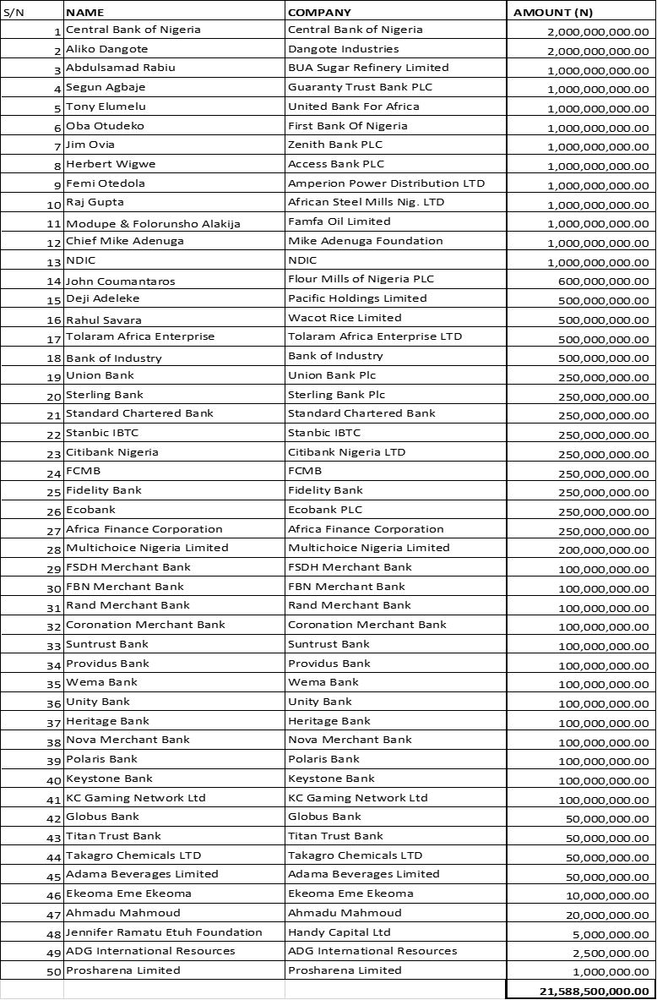 S/N NAME COMPANY AMOUNT (N)
1 Central Bank of Nigeria Central Bank of Nigeria 2,000,000,000.00
2 Aliko Dangote Dangote Industries 2,000,000,000.00
3 Abdulsamad Rabiu BUA Sugar Refinery Limited 1,000,000,000.00
4 Segun Agbaje Guaranty Trust Bank PLC 1,000,000,000.00
5 Tony Elumelu United Bank For Africa 1,000,000,000.00
6 Oba Otudeko First Bank Of Nigeria 1,000,000,000.00
7 Jim Ovia Zenith Bank PLC 1,000,000,000.00
8 Herbert Wigwe Access Bank PLC 1,000,000,000.00
9 Femi Otedola Amperion Power Distribution LTD 1,000,000,000.00
10 Raj Gupta African Steel Mills Nig. LTD 1,000,000,000.00
11 Modupe & Folorunsho Alakija Famfa Oil Limited 1,000,000,000.00
12 Chief Mike Adenuga Mike Adenuga Foundation 1,000,000,000.00
13 NDIC NDIC 1,000,000,000.00
14 John Coumantaros Flour Mills of Nigeria PLC 600,000,000.00
15 Deji Adeleke Pacific Holdings Limited 500,000,000.00
16 Rahul Savara Wacot Rice Limited 500,000,000.00
17 Tolaram Africa Enterprise Tolaram Africa Enterprise LTD 500,000,000.00
18 Bank of Industry Bank of Industry 500,000,000.00
19 Union Bank Union Bank Plc 250,000,000.00
20 Sterling Bank Sterling Bank Plc 250,000,000.00
21 Standard Chartered Bank Standard Chartered Bank 250,000,000.00
22 Stanbic IBTC Stanbic IBTC 250,000,000.00
23 Citibank Nigeria Citibank Nigeria LTD 250,000,000.00
24 FCMB FCMB 250,000,000.00
25 Fidelity Bank Fidelity Bank 250,000,000.00
26 Ecobank Ecobank PLC 250,000,000.00
27 Africa Finance Corporation Africa Finance Corporation 250,000,000.00
28 Multichoice Nigeria Limited Multichoice Nigeria Limited 200,000,000.00
29 FSDH Merchant Bank FSDH Merchant Bank 100,000,000.00
30 FBN Merchant Bank FBN Merchant Bank 100,000,000.00
31 Rand Merchant Bank Rand Merchant Bank 100,000,000.00
32 Coronation Merchant Bank Coronation Merchant Bank 100,000,000.00
33 Suntrust Bank Suntrust Bank 100,000,000.00
34 Providus Bank Providus Bank 100,000,000.00
35 Wema Bank Wema Bank 100,000,000.00
36 Unity Bank Unity Bank 100,000,000.00
37 Heritage Bank Heritage Bank 100,000,000.00
38 Nova Merchant Bank Nova Merchant Bank 100,000,000.00
39 Polaris Bank Polaris Bank 100,000,000.00
40 Keystone Bank Keystone Bank 100,000,000.00
41 KC Gaming Network Ltd KC Gaming Network Ltd 100,000,000.00
42 Globus Bank Globus Bank 50,000,000.00
43 Titan Trust Bank Titan Trust Bank 50,000,000.00
44 Takagro Chemicals LTD Takagro Chemicals LTD 50,000,000.00
45 Adama Beverages Limited Adama Beverages Limited 50,000,000.00
46 Ekeoma Eme Ekeoma Ekeoma Eme Ekeoma 10,000,000.00
47 Ahmadu Mahmoud Ahmadu Mahmoud 20,000,000.00
48 Jennifer Ramatu Etuh Foundation Handy Capital Ltd 5,000,000.00
49 ADG International Resources ADG International Resources 2,500,000.00
50 Prosharena Limited Prosharena Limited 1,000,000.00
21,588,500,000.00